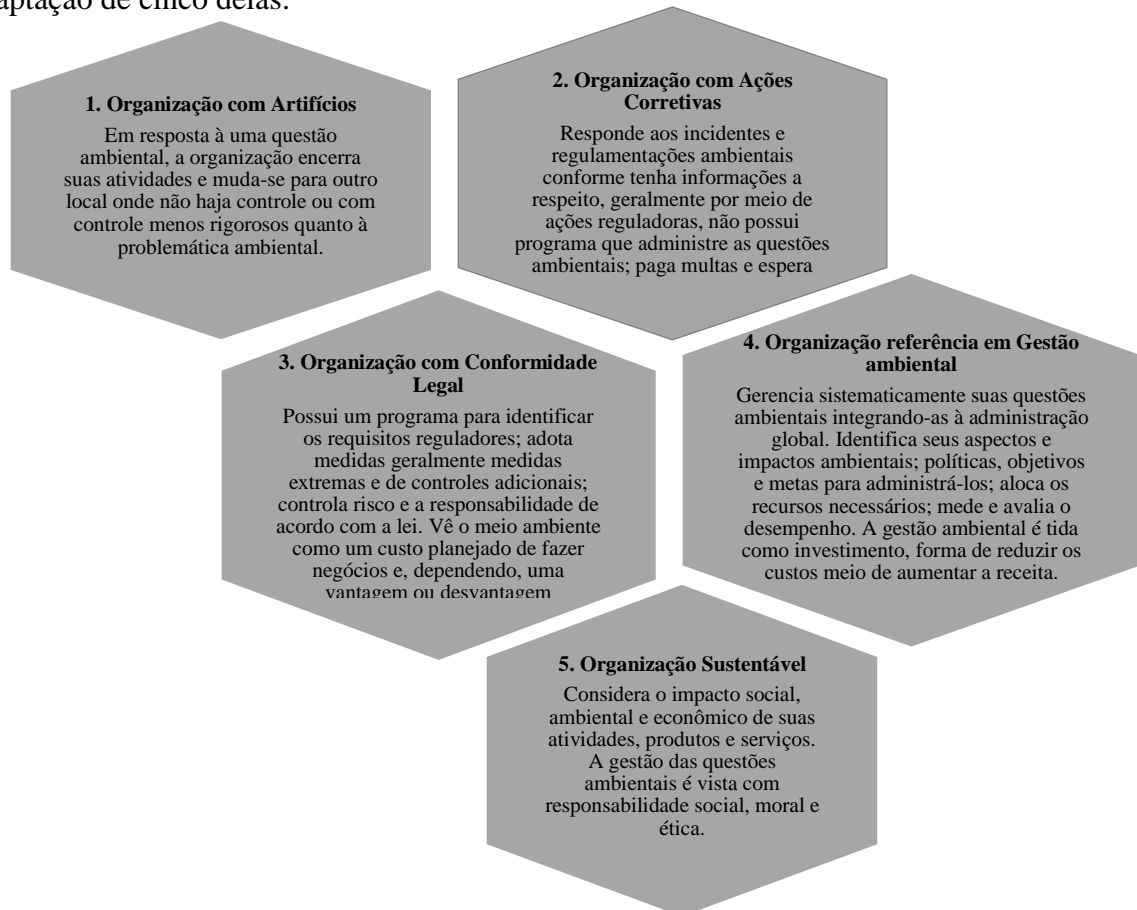 aptação de cinco delas.
1. Organização com Artifícios
Em resposta à uma questão
ambiental, a organização encerra
suas atividades e muda-se para outro
local onde não haja controle ou com
controle menos rigorosos quanto à
problemática ambiental.
2. Organização com Ações
Corretivas
Responde aos incidentes e
regulamentações ambientais
conforme tenha informações a
respeito, geralmente por meio de
ações reguladoras, não possui
programa que administre as questões
ambientais; paga multas e espera
3. Organização com Conformidade
Legal
Possui um programa para identificar
os requisitos reguladores; adota
medidas geralmente medidas
extremas e de controles adicionais;
controla risco e a responsabilidade de
acordo com a lei. Vê o meio ambiente
como um custo planejado de fazer
negócios e, dependendo, uma
vantagem ou desvantagem
4. Organização referência em Gestão
ambiental
Gerencia sistematicamente suas questões
ambientais integrando-as à administração
global. Identifica seus aspectos e
impactos ambientais; políticas, objetivos
e metas para administrá-los; aloca os
recursos necessários; mede e avalia o
desempenho. A gestão ambiental é tida
como investimento, forma de reduzir os
custos meio de aumentar a receita.
5. Organização Sustentável
Considera o impacto social,
ambiental e econômico de suas
atividades, produtos e serviços.
A gestão das questões
ambientais é vista com
responsabilidade social, moral e
ética.